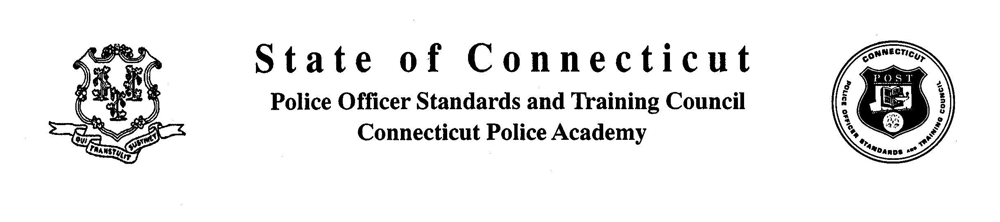 State of Connecticut
Police Officer Standards and Training Council
Connecticut Police Academy
QUI
TRANSTULIT
SUSTINET
CONNECTICUT
POST
POLICE OFFICER STANDARDS AND TRAINING COUNCIL